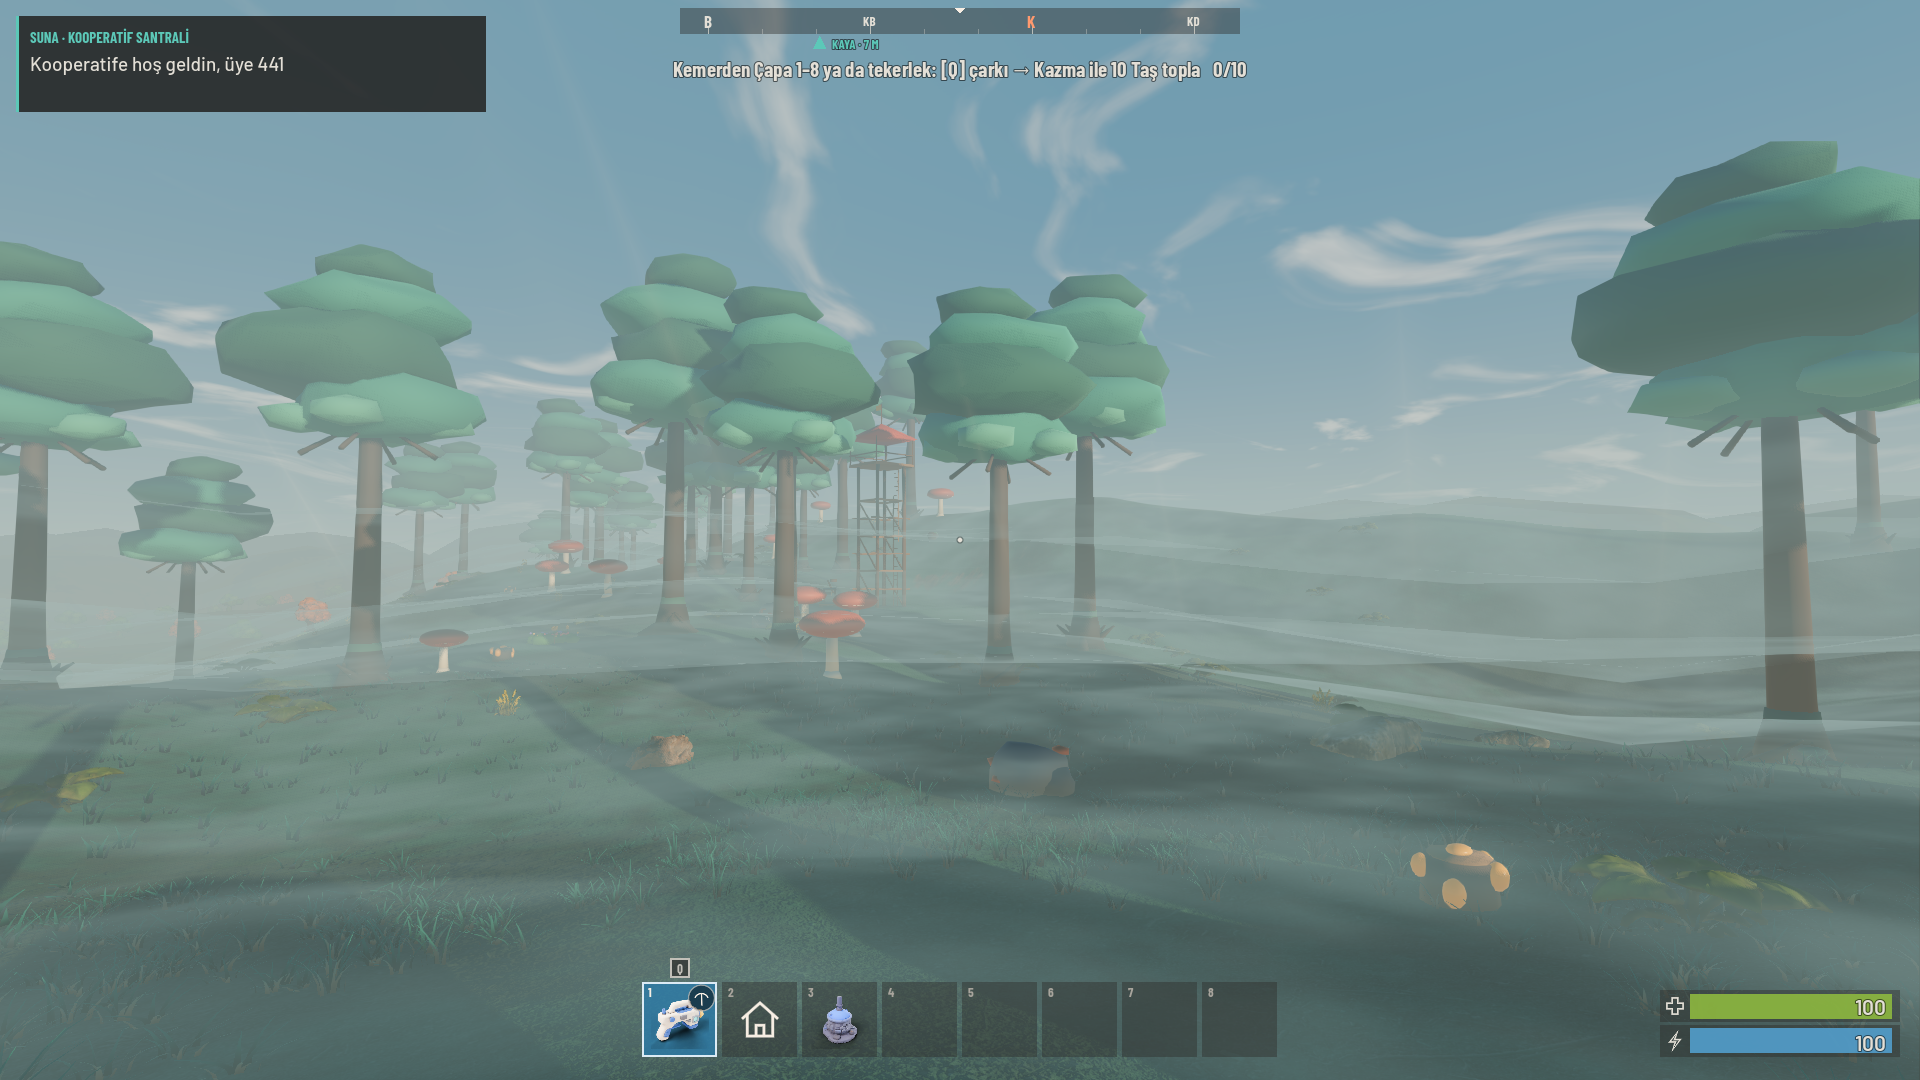 SUNA · KOOPERATİF SANTRALİ
Kooperatife hoş geldin, üye 441
B KB K KD
KAYA · 7 M
Kemerden Çapa 1-8 ya da tekerlek: [Q] çarkı → Kazma ile 10 Taş topla 0/10
Q
1 2 3 4 5 6 7 8
100
100